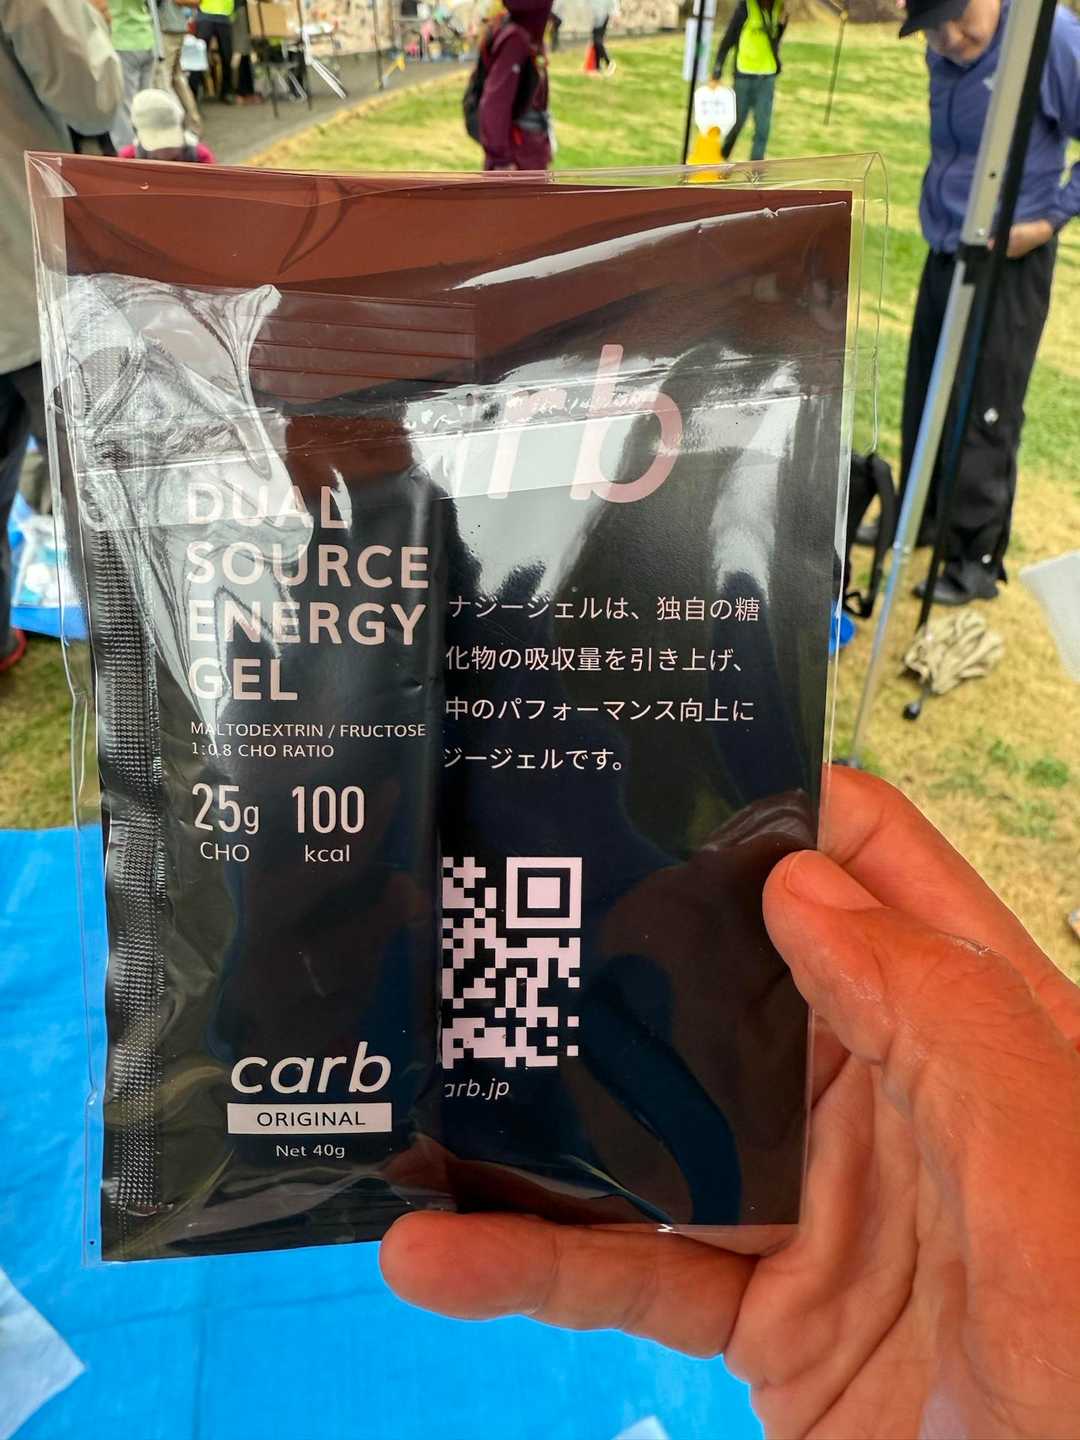 DUAL
SOURCE
ENERGY
GEL
MALTODEXTRIN / FRUCTOSE
1:0.8 CHO RATIO
25g 100
CHO kcal
carb
ORIGINAL
Net 40g
rb
ナジージェルは、独自の糖
化物の吸収量を引き上げ、
中のパフォーマンス向上に
ジージェルです。
arb.jp